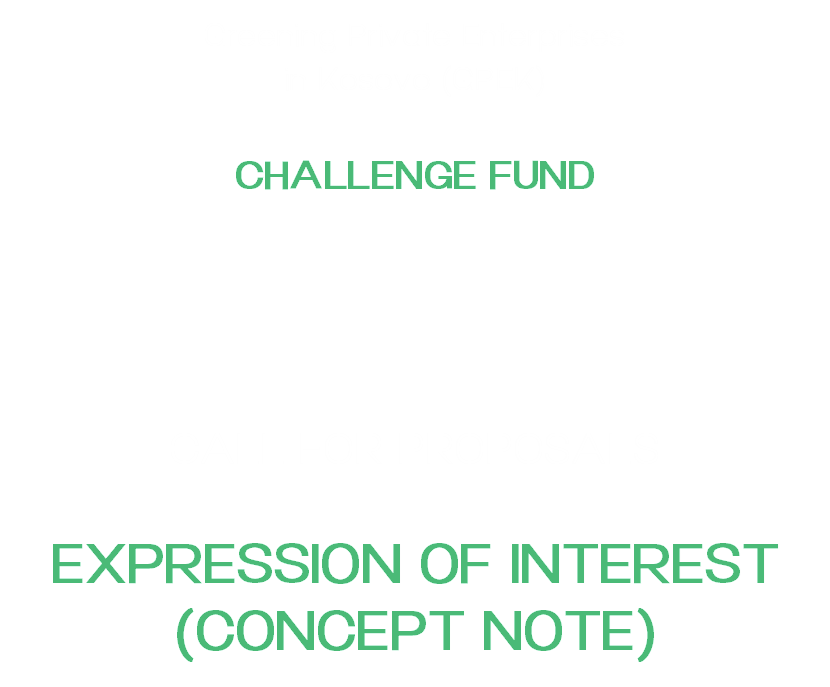 CHALLENGE FUND
EXPRESSION OF INTEREST
(CONCEPT NOTE)